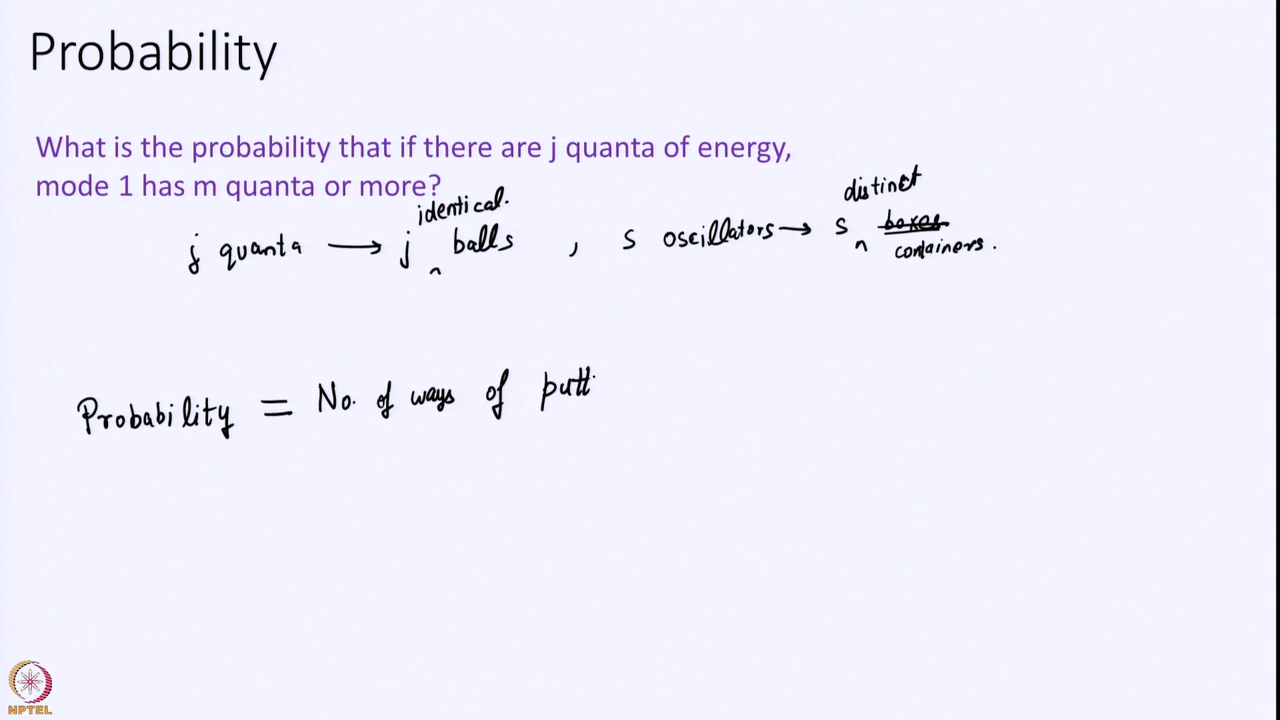 Probability
What is the probability that if there are j quanta of energy,
mode 1 has m quanta or more?
j quanta ⟶ j ^ identical. balls , s oscillators → s ^ distinct boxes containers.
Probability = No. of ways of putt
NPTEL